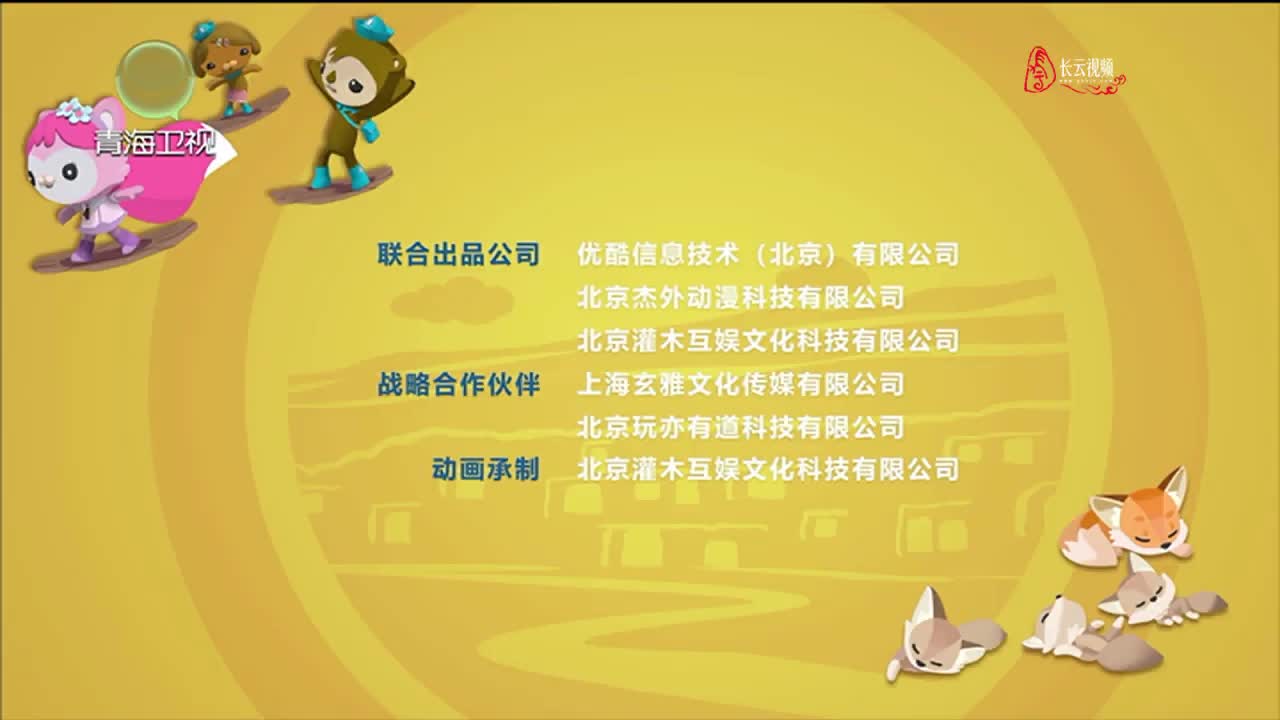 长云视频
青海卫视
联合出品公司 优酷信息技术（北京）有限公司
北京杰外动漫科技有限公司
北京灌木互娱文化科技有限公司
战略合作伙伴 上海玄雅文化传媒有限公司
北京玩亦有道科技有限公司
动画承制 北京灌木互娱文化科技有限公司